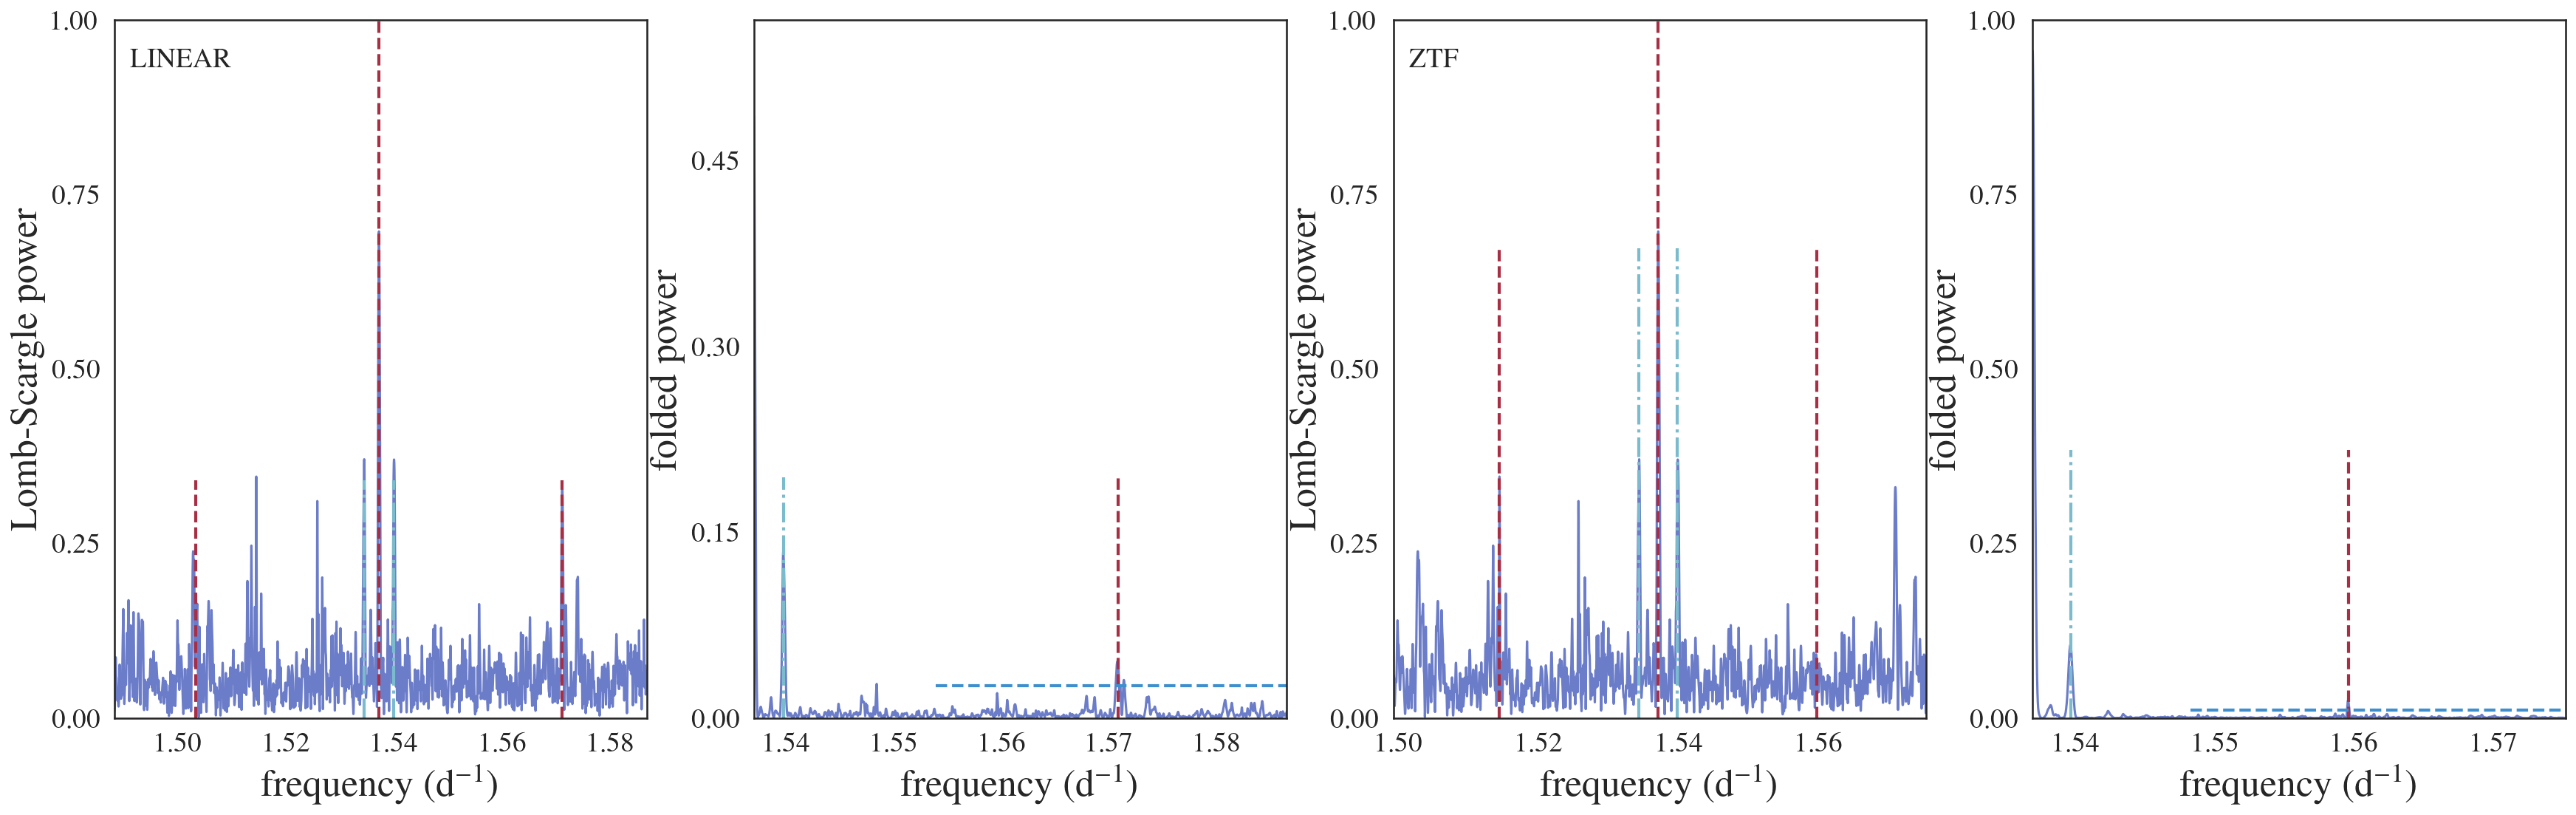 LINEAR
Lomb-Scargle power
1.00
0.75
0.50
0.25
0.00
1.50 1.52 1.54 1.56 1.58
frequency (d⁻¹)
folded power
0.45
0.30
0.15
0.00
1.54 1.55 1.56 1.57 1.58
frequency (d⁻¹)
ZTF
Lomb-Scargle power
1.00
0.75
0.50
0.25
0.00
1.50 1.52 1.54 1.56
frequency (d⁻¹)
folded power
1.00
0.75
0.50
0.25
0.00
1.54 1.55 1.56 1.57
frequency (d⁻¹)